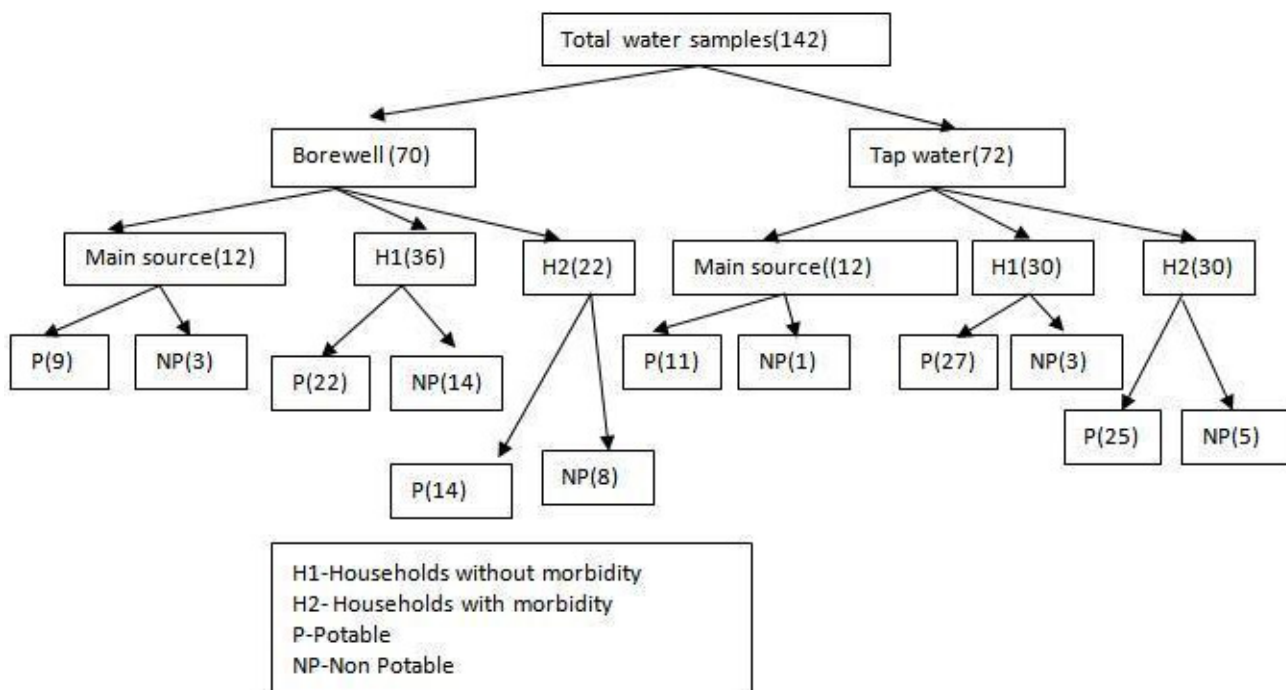 Total water samples(142)
Borewell(70)
Tap water(72)
Main source(12)
H1(36)
H2(22)
Main source((12)
H1(30)
H2(30)
P(9)
NP(3)
P(22)
NP(14)
P(11)
NP(1)
P(27)
NP(3)
P(25)
NP(5)
P(14)
NP(8)
H1-Households without morbidity
H2- Households with morbidity
P-Potable
NP-Non Potable